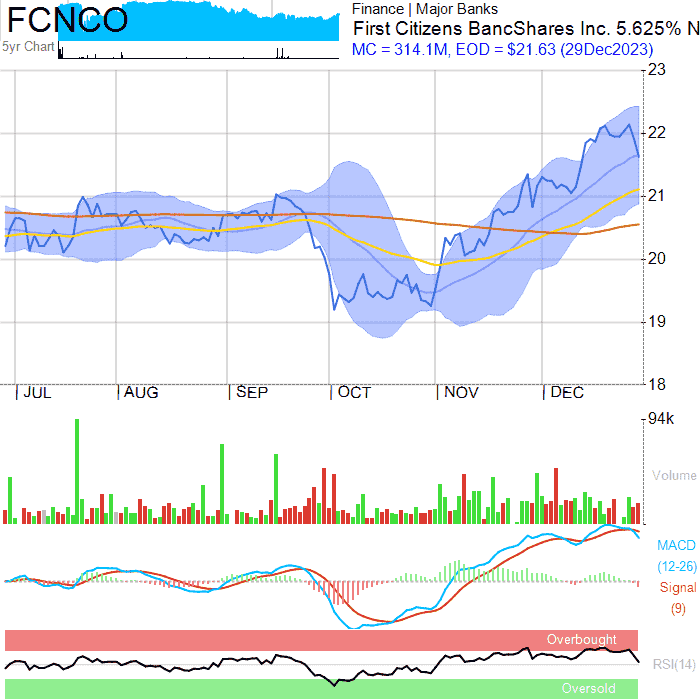 FCNCO
5yr Chart
Finance | Major Banks
First Citizens BancShares Inc. 5.625% N
MC = 314.1M, EOD = $21.63 (29Dec2023)
23
22
21
20
19
18
JUL AUG SEP OCT NOV DEC
94k
Volume
MACD
(12-26)
Signal
(9)
Overbought
RSI(14)
Oversold